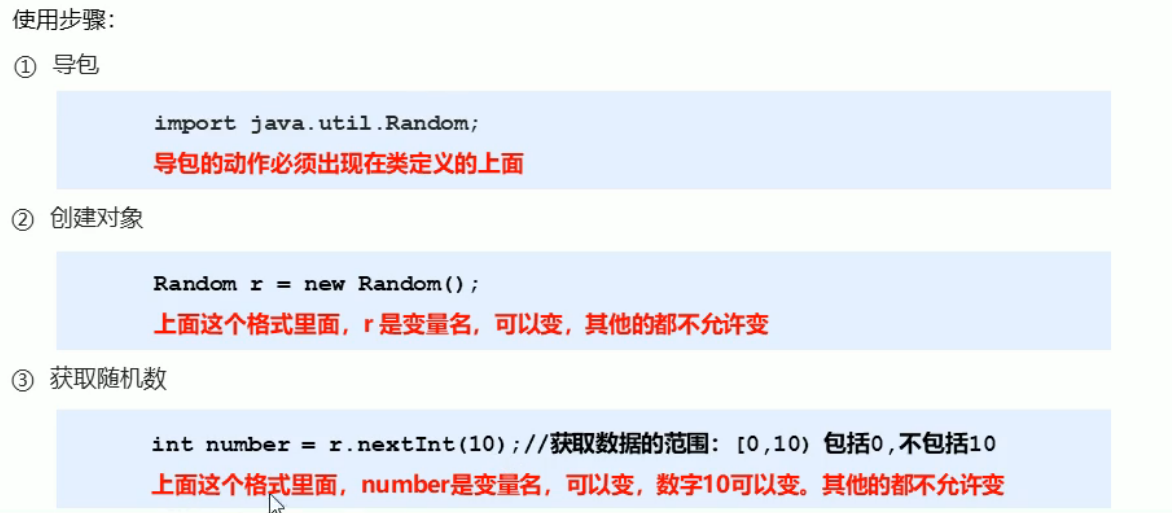 使用步骤：
① 导包
import java.util.Random;
导包的动作必须出现在类定义的上面
② 创建对象
Random r = new Random();
上面这个格式里面，r 是变量名，可以变，其他的都不允许变
③ 获取随机数
int number = r.nextInt(10);//获取数据的范围：[0,10) 包括0,不包括10
上面这个格式里面，number是变量名，可以变，数字10可以变。其他的都不允许变